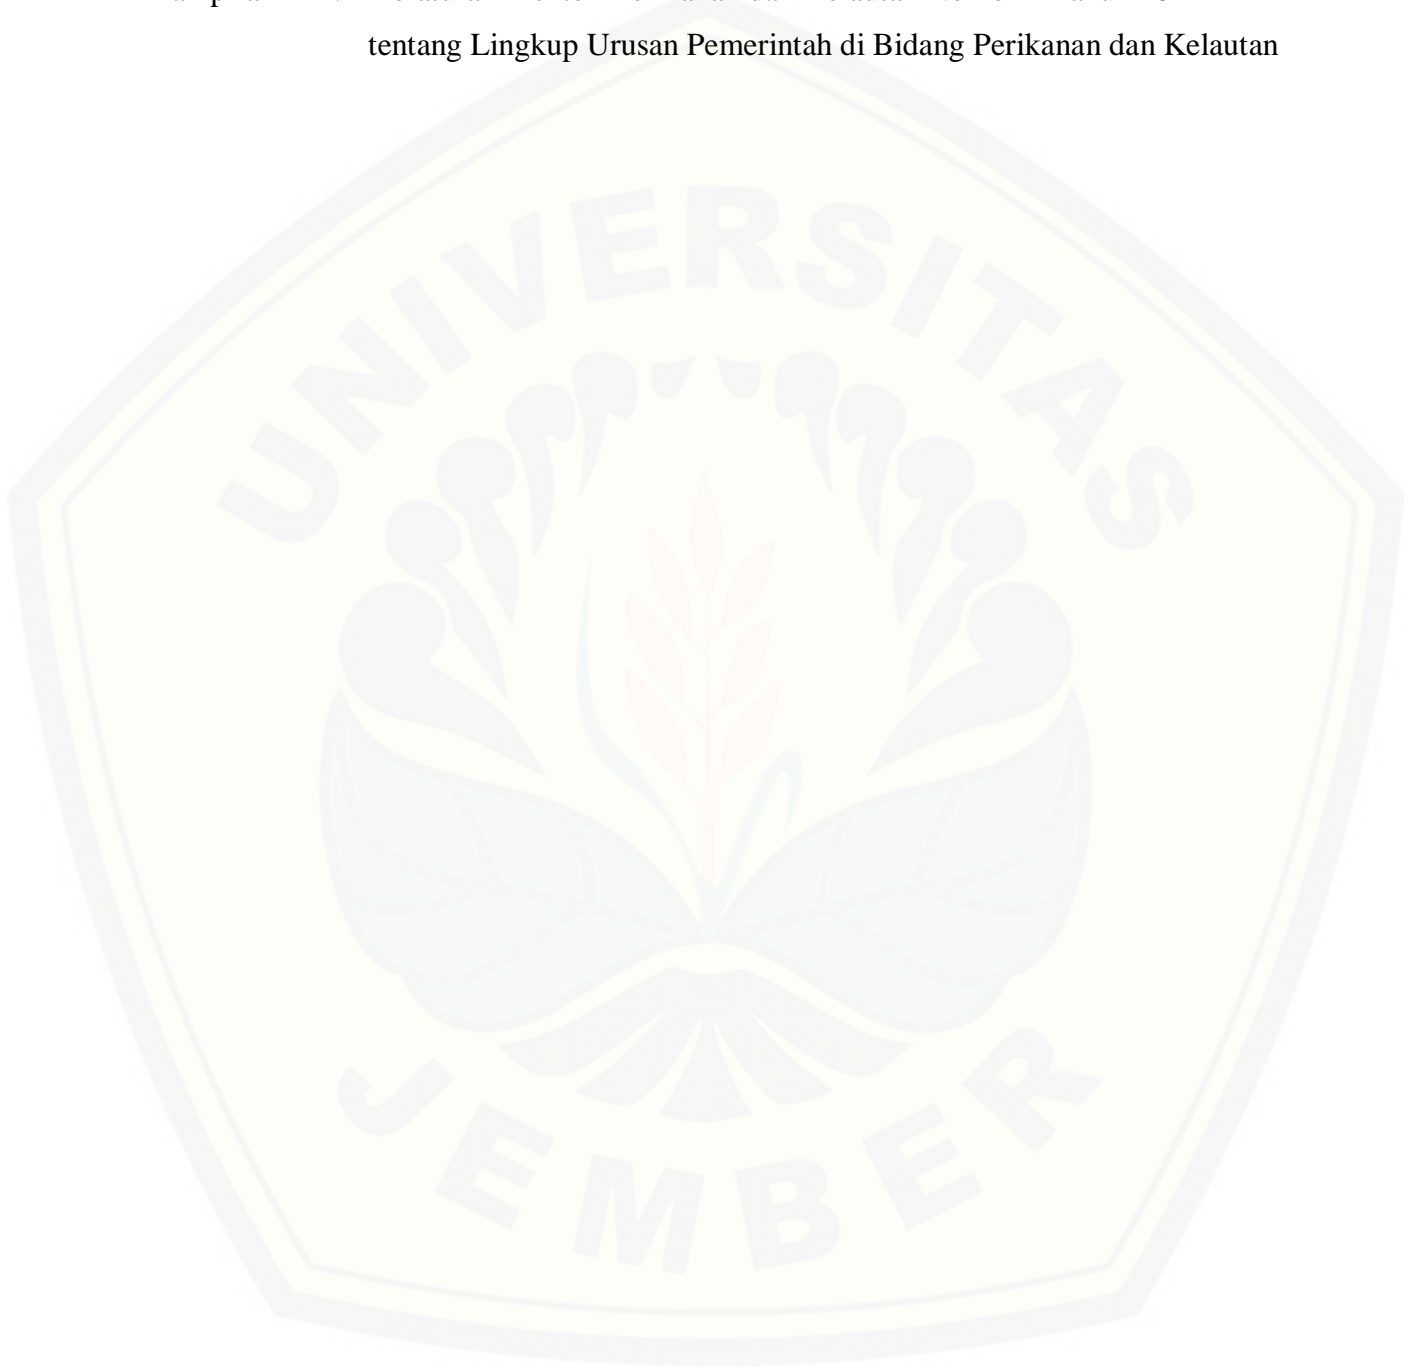 tentang Lingkup Urusan Pemerintah di Bidang Perikanan dan Kelautan
UNIVERSITAS
JEMBER